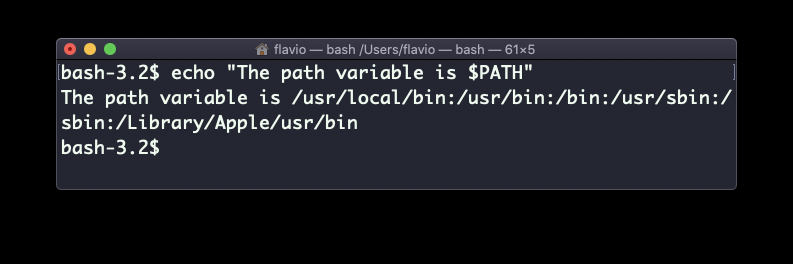 flavio — bash /Users/flavio — bash — 61×5
bash-3.2$ echo "The path variable is $PATH"
The path variable is /usr/local/bin:/usr/bin:/bin:/usr/sbin:/
sbin:/Library/Apple/usr/bin
bash-3.2$